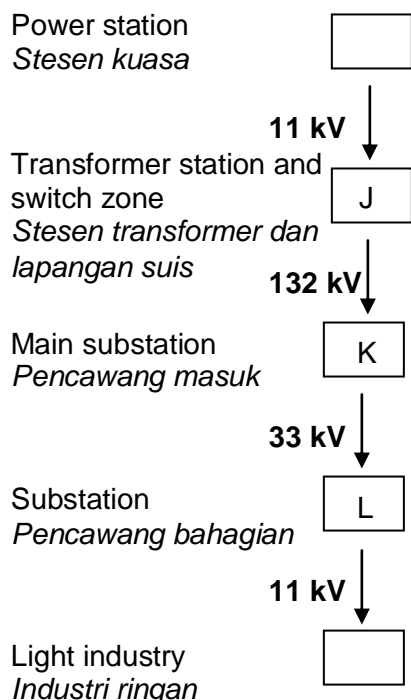 Power station
Stesen kuasa
11 kV
Transformer station and
switch zone
J
Stesen transformer dan
lapangan suis
132 kV
Main substation
K
Pencawang masuk
33 kV
Substation
L
Pencawang bahagian
11 kV
Light industry
Industri ringan